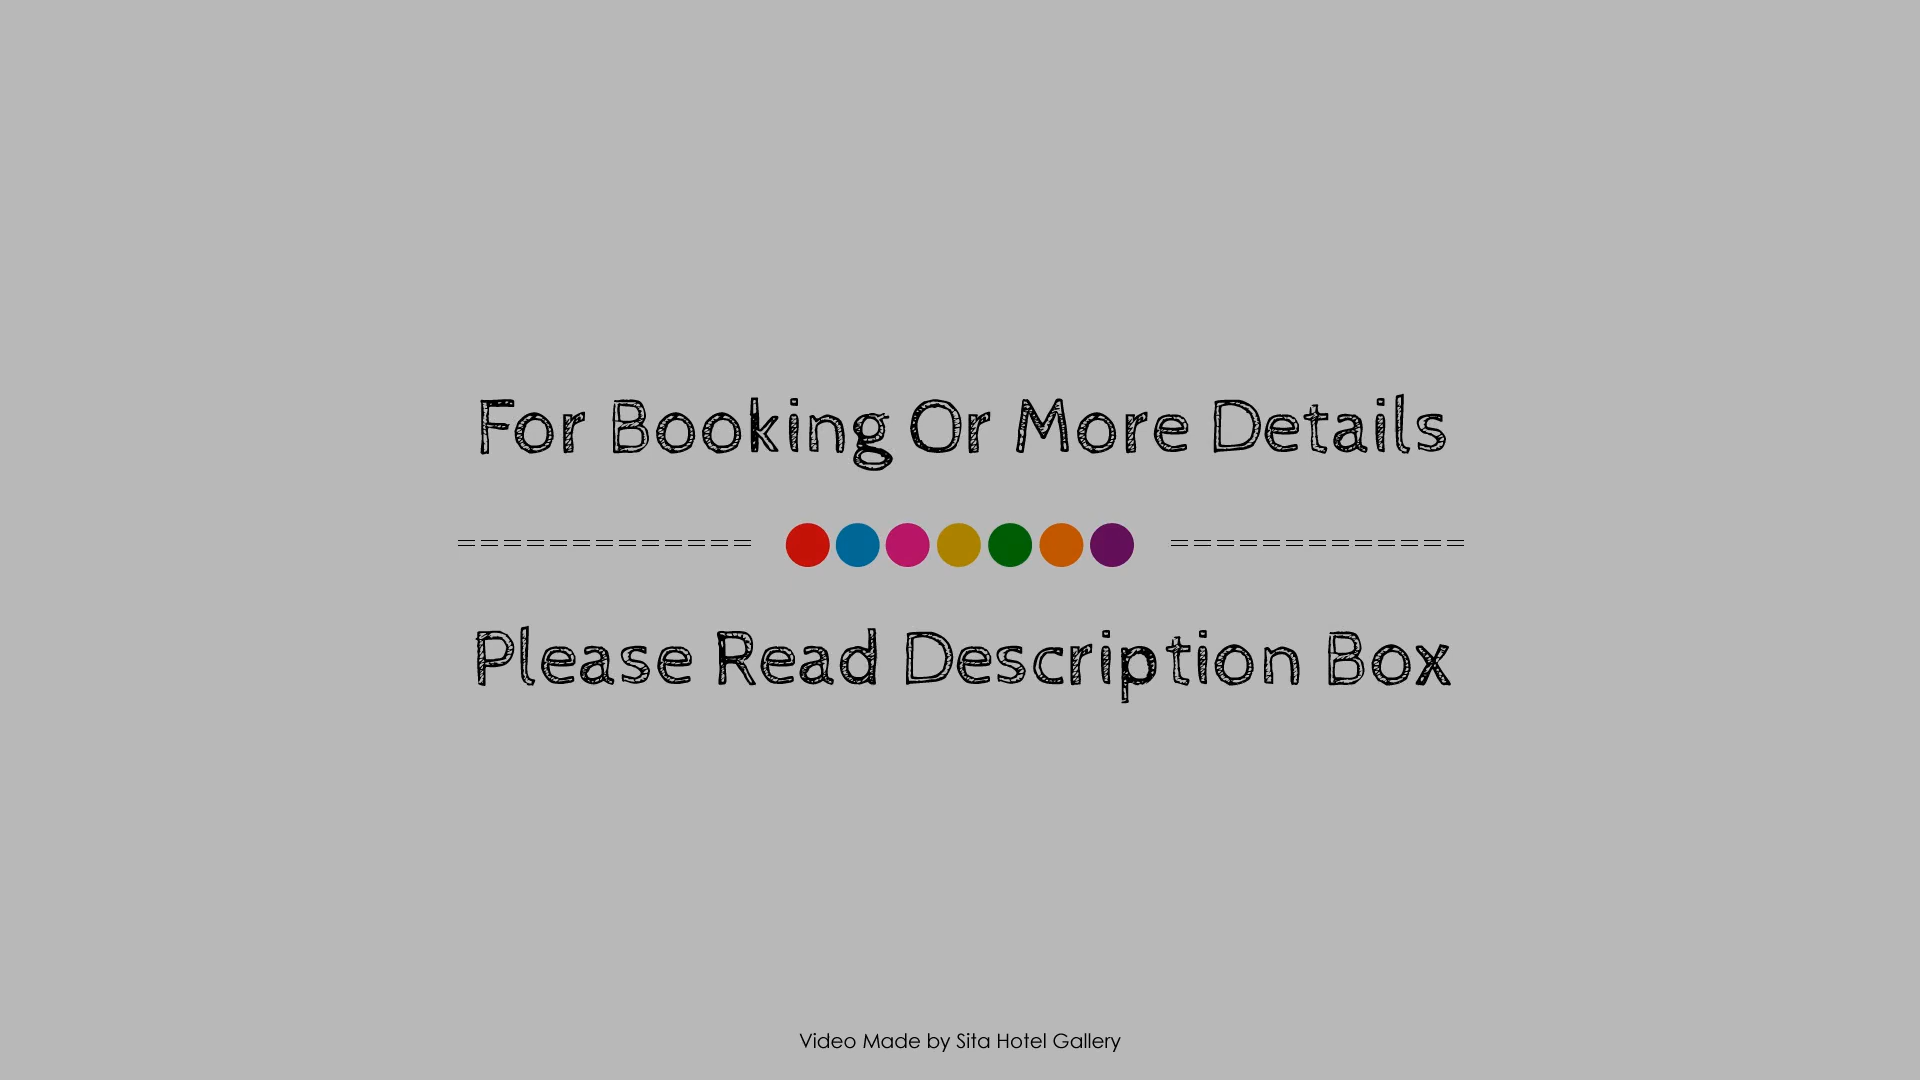 For Booking Or More Details
============= =============
Please Read Description Box
Video Made by Sita Hotel Gallery